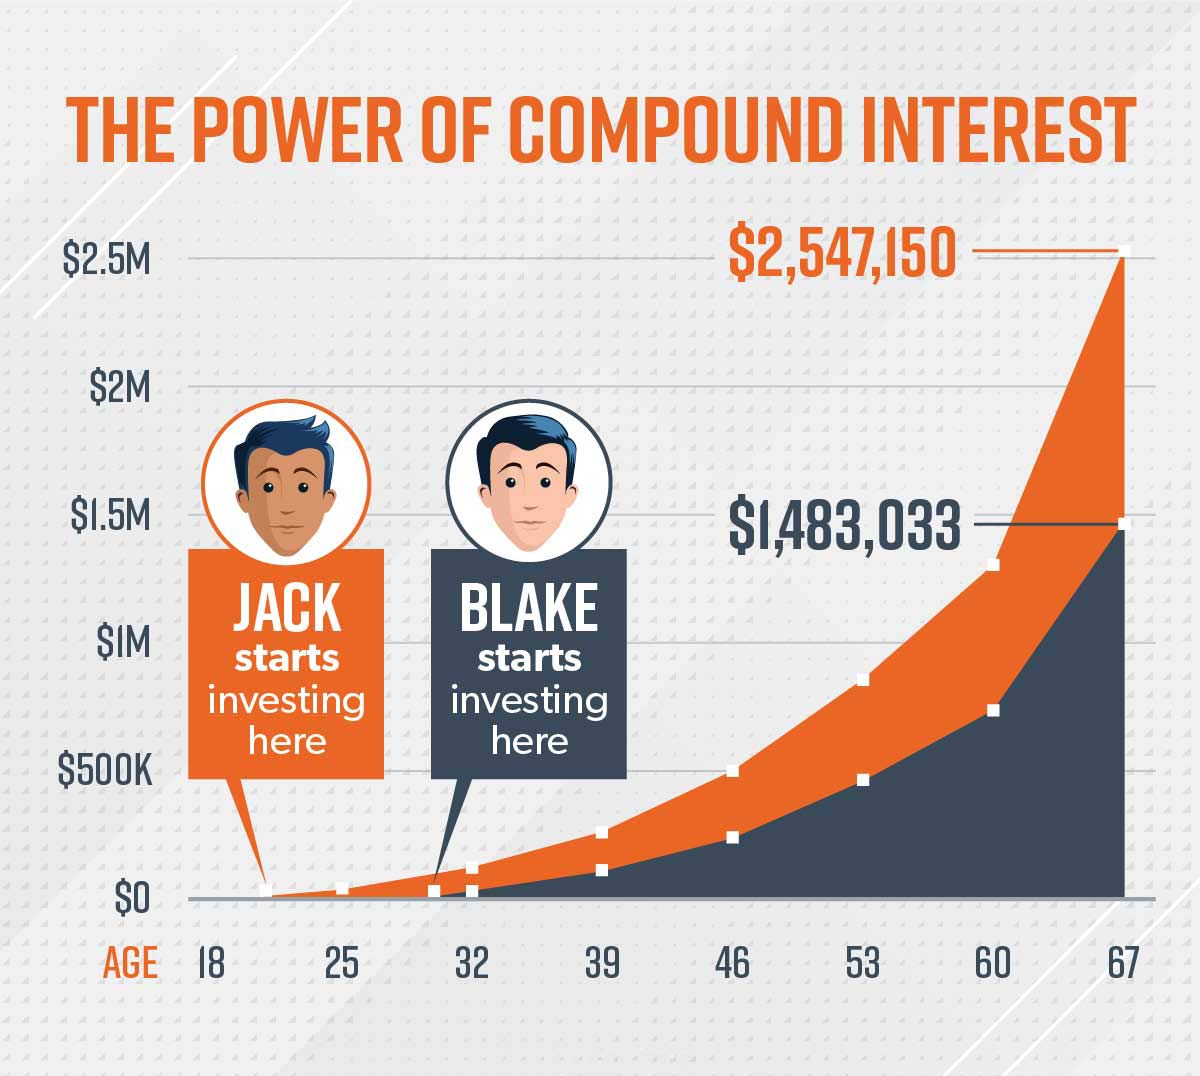 THE POWER OF COMPOUND INTEREST
$2.5M
$2,547,150
$2M
$1.5M
$1,483,033
JACK
starts
investing
here
BLAKE
starts
investing
here
$1M
$500K
$0
AGE 18 25 32 39 46 53 60 67